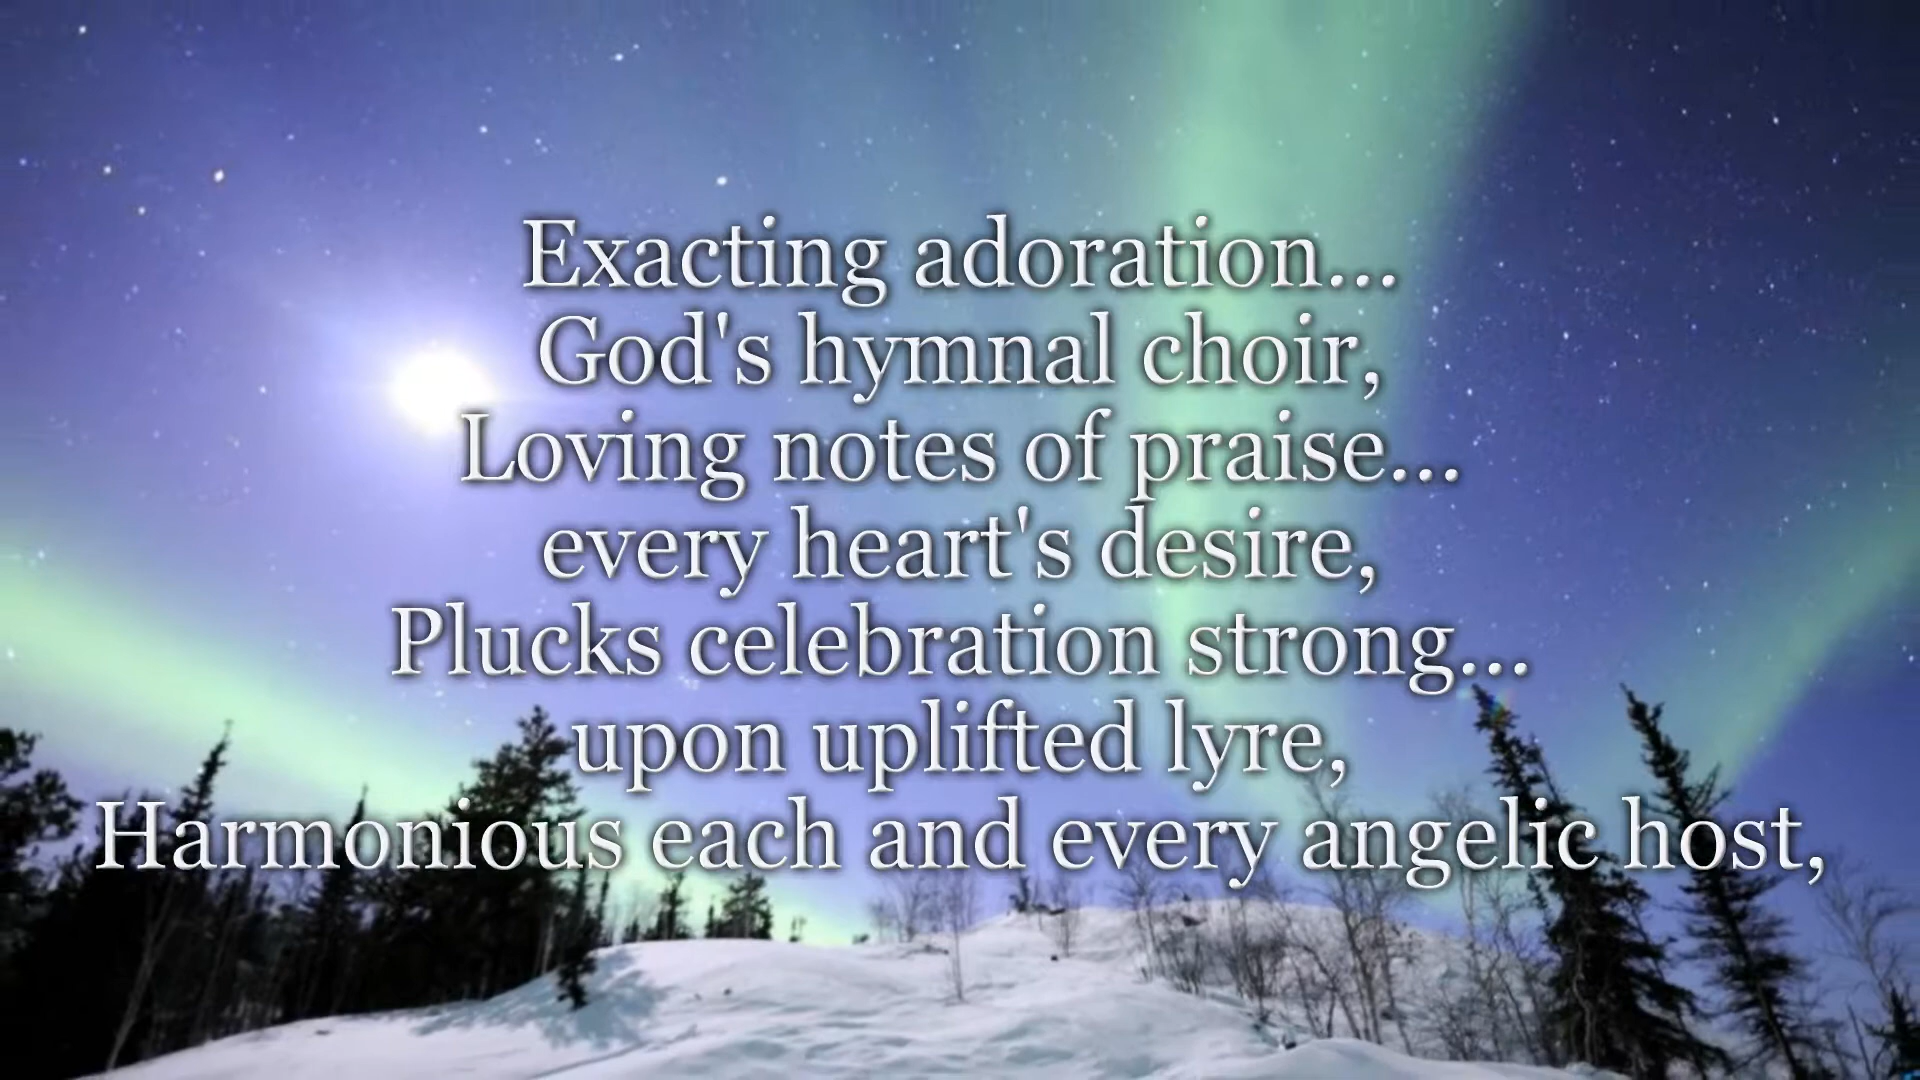 Exacting adoration...
God's hymnal choir,
Loving notes of praise...
every heart's desire,
Plucks celebration strong...
upon uplifted lyre,
Harmonious each and every angelic host,